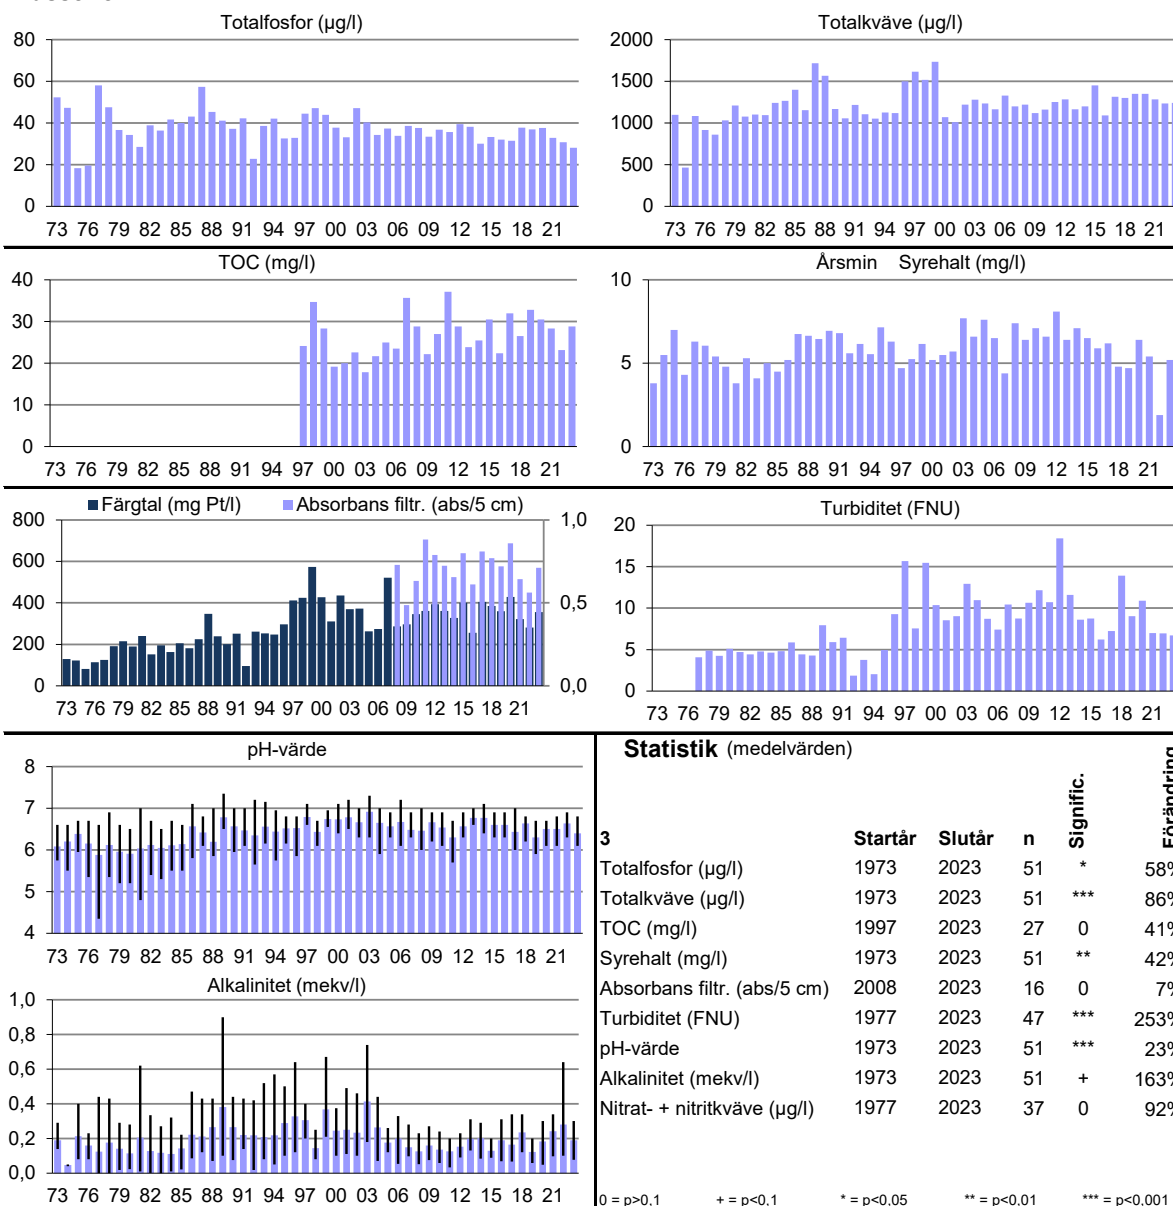 Totalfosfor (µg/l)
80
60
40
20
0
73 76 79 82 85 88 91 94 97 00 03 06 09 12 15 18 21
Totalkväve (µg/l)
2000
1500
1000
500
0
73 76 79 82 85 88 91 94 97 00 03 06 09 12 15 18 21
TOC (mg/l)
40
30
20
10
0
73 76 79 82 85 88 91 94 97 00 03 06 09 12 15 18 21
Årsmin Syrehalt (mg/l)
10
5
0
73 76 79 82 85 88 91 94 97 00 03 06 09 12 15 18 21
Färgtal (mg Pt/l) Absorbans filtr. (abs/5 cm)
800 1,0
600
400 0,5
200
0 0,0
73 76 79 82 85 88 91 94 97 00 03 06 09 12 15 18 21
Turbiditet (FNU)
20
15
10
5
0
73 76 79 82 85 88 91 94 97 00 03 06 09 12 15 18 21
pH-värde
8
7
6
5
4
73 76 79 82 85 88 91 94 97 00 03 06 09 12 15 18 21
Alkalinitet (mekv/l)
1,0
0,8
0,6
0,4
0,2
0,0
73 76 79 82 85 88 91 94 97 00 03 06 09 12 15 18 21
Statistik (medelvärden)
3 Startår Slutår n Signific. Förändring
Totalfosfor (µg/l) 1973 2023 51 * 58%
Totalkväve (µg/l) 1973 2023 51 *** 86%
TOC (mg/l) 1997 2023 27 0 41%
Syrehalt (mg/l) 1973 2023 51 ** 42%
Absorbans filtr. (abs/5 cm) 2008 2023 16 0 7%
Turbiditet (FNU) 1977 2023 47 *** 253%
pH-värde 1973 2023 51 *** 23%
Alkalinitet (mekv/l) 1973 2023 51 + 163%
Nitrat- + nitritkväve (µg/l) 1977 2023 37 0 92%
0 = p>0,1 + = p<0,1 * = p<0,05 ** = p<0,01 *** = p<0,001